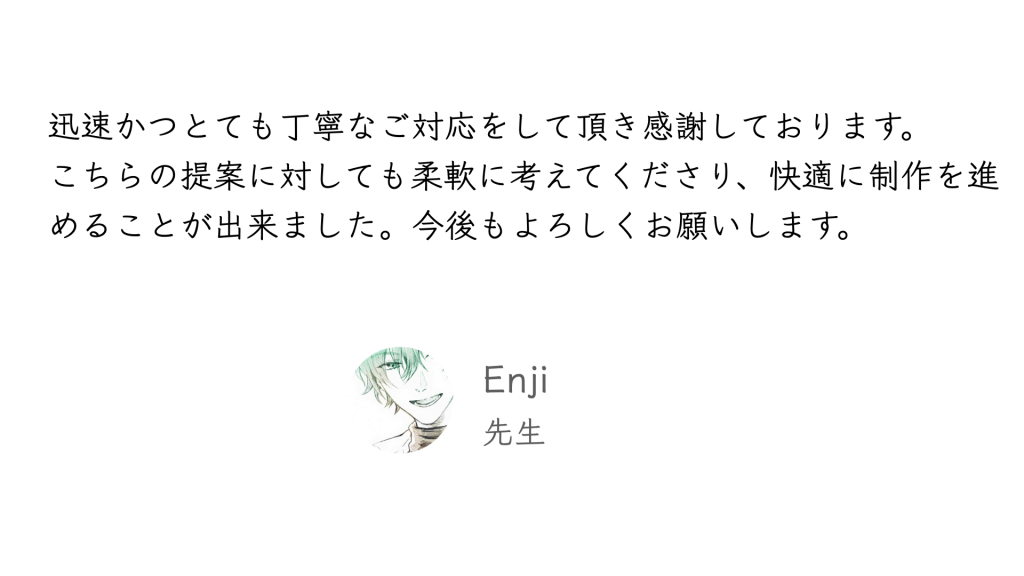 迅速かつとても丁寧なご対応をして頂き感謝しております。
こちらの提案に対しても柔軟に考えてくださり、快適に制作を進
めることが出来ました。今後もよろしくお願いします。
Enji
先生